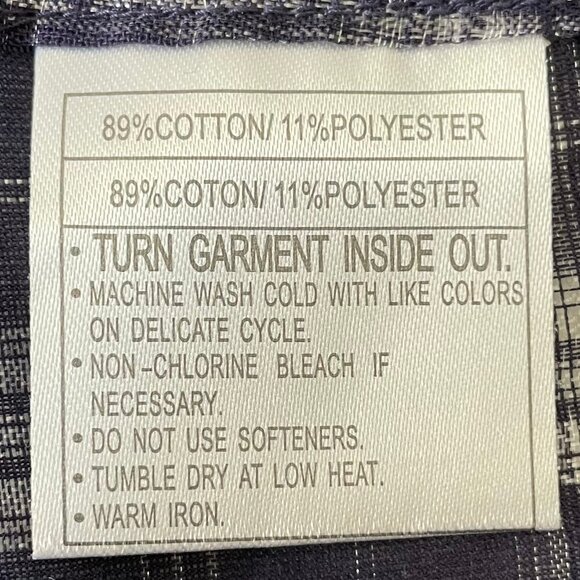 89%COTTON/ 11%POLYESTER
89%COTON/ 11%POLYESTER
• TURN GARMENT INSIDE OUT.
• MACHINE WASH COLD WITH LIKE COLORS
ON DELICATE CYCLE.
• NON-CHLORINE BLEACH IF
NECESSARY.
• DO NOT USE SOFTENERS.
• TUMBLE DRY AT LOW HEAT.
• WARM IRON.